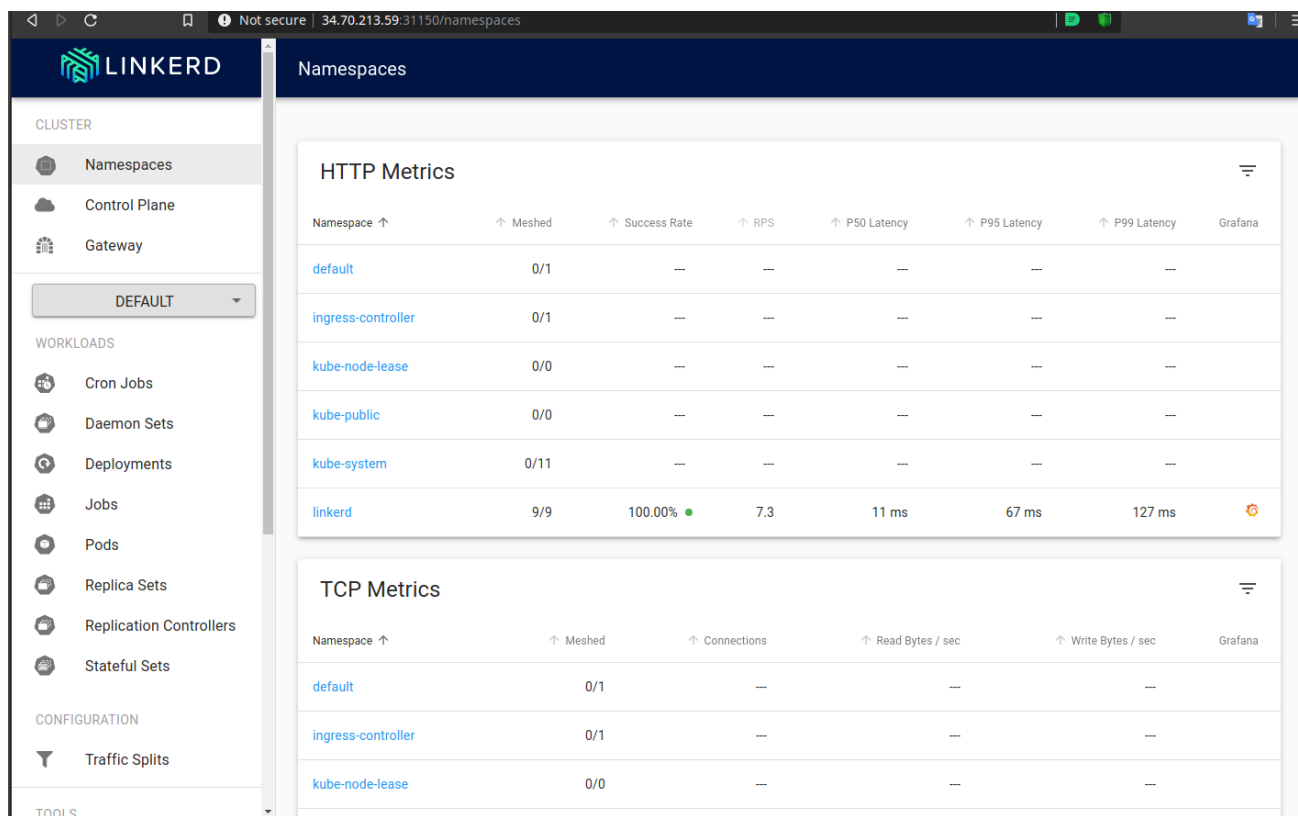 Not secure | 34.70.213.59:31150/namespaces
LINKERD
Namespaces
CLUSTER
Namespaces
Control Plane
Gateway
DEFAULT
WORKLOADS
Cron Jobs
Daemon Sets
Deployments
Jobs
Pods
Replica Sets
Replication Controllers
Stateful Sets
CONFIGURATION
Traffic Splits
TOOLS
HTTP Metrics
Namespace ↑ ↑ Meshed ↑ Success Rate ↑ RPS ↑ P50 Latency ↑ P95 Latency ↑ P99 Latency Grafana
default 0/1 --- --- --- --- ---
ingress-controller 0/1 --- --- --- --- ---
kube-node-lease 0/0 --- --- --- --- ---
kube-public 0/0 --- --- --- --- ---
kube-system 0/11 --- --- --- --- ---
linkerd 9/9 100.00% 7.3 11 ms 67 ms 127 ms
TCP Metrics
Namespace ↑ ↑ Meshed ↑ Connections ↑ Read Bytes / sec ↑ Write Bytes / sec Grafana
default 0/1 --- --- ---
ingress-controller 0/1 --- --- ---
kube-node-lease 0/0 --- --- ---